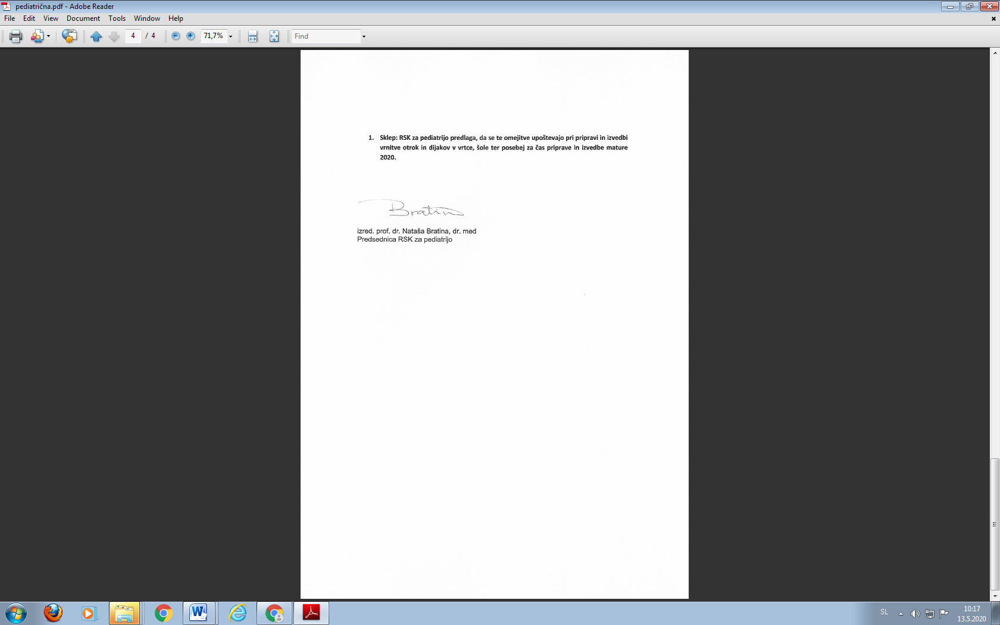 pediatrična.pdf - Adobe Reader
File Edit View Document Tools Window Help
4 / 4 71,7% Find
1. Sklep: RSK za pediatrijo predlaga, da se te omejitve upoštevajo pri pripravi in izvedbi
vrnitve otrok in dijakov v vrtce, šole ter posebej za čas priprave in izvedbe mature
2020.
Bratin
izred. prof. dr. Nataša Bratina, dr. med
Predsednica RSK za pediatrijo
SL
10:17
13.5.2020